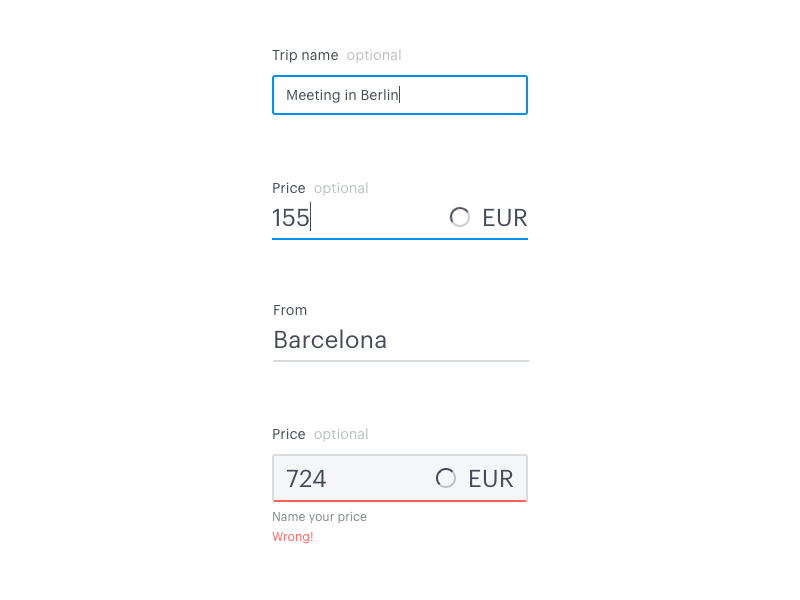 Trip name optional
Meeting in Berlin
Price optional
155 EUR
From
Barcelona
Price optional
724 EUR
Name your price
Wrong!